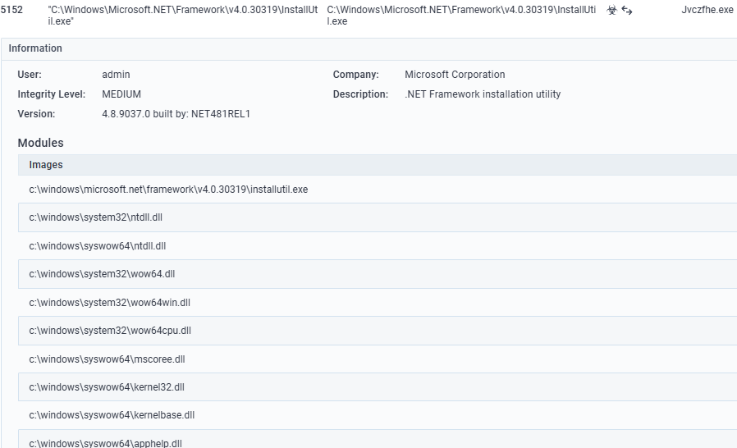 5152 "C:\Windows\Microsoft.NET\Framework\v4.0.30319\InstallUt C:\Windows\Microsoft.NET\Framework\v4.0.30319\InstallUti Jvczfhe.exe
il.exe" l.exe
Information
User: admin Company: Microsoft Corporation
Integrity Level: MEDIUM Description: .NET Framework installation utility
Version: 4.8.9037.0 built by: NET481REL1
Modules
Images
c:\windows\microsoft.net\framework\v4.0.30319\installutil.exe
c:\windows\system32\ntdll.dll
c:\windows\syswow64\ntdll.dll
c:\windows\system32\wow64.dll
c:\windows\system32\wow64win.dll
c:\windows\system32\wow64cpu.dll
c:\windows\syswow64\mscoree.dll
c:\windows\syswow64\kernel32.dll
c:\windows\syswow64\kernelbase.dll
c:\windows\syswow64\apphelp.dll